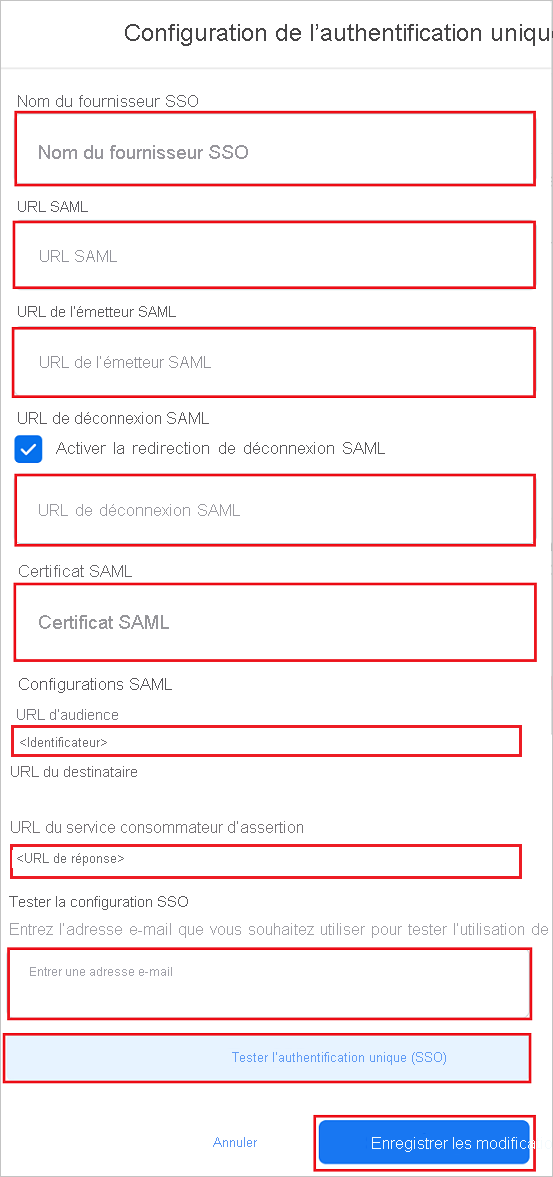 Configuration de l'authentification uniqu
Nom du fournisseur SSO
Nom du fournisseur SSO
URL SAML
URL SAML
URL de l'émetteur SAML
URL de l'émetteur SAML
URL de déconnexion SAML
Activer la redirection de déconnexion SAML
URL de déconnexion SAML
Certificat SAML
Certificat SAML
Configurations SAML
URL d'audience
<Identificateur>
URL du destinataire
URL du service consommateur d'assertion
<URL de réponse>
Tester la configuration SSO
Entrez l'adresse e-mail que vous souhaitez utiliser pour tester l'utilisation de
Entrer une adresse e-mail
Tester l'authentification unique (SSO)
Annuler
Enregistrer les modifica